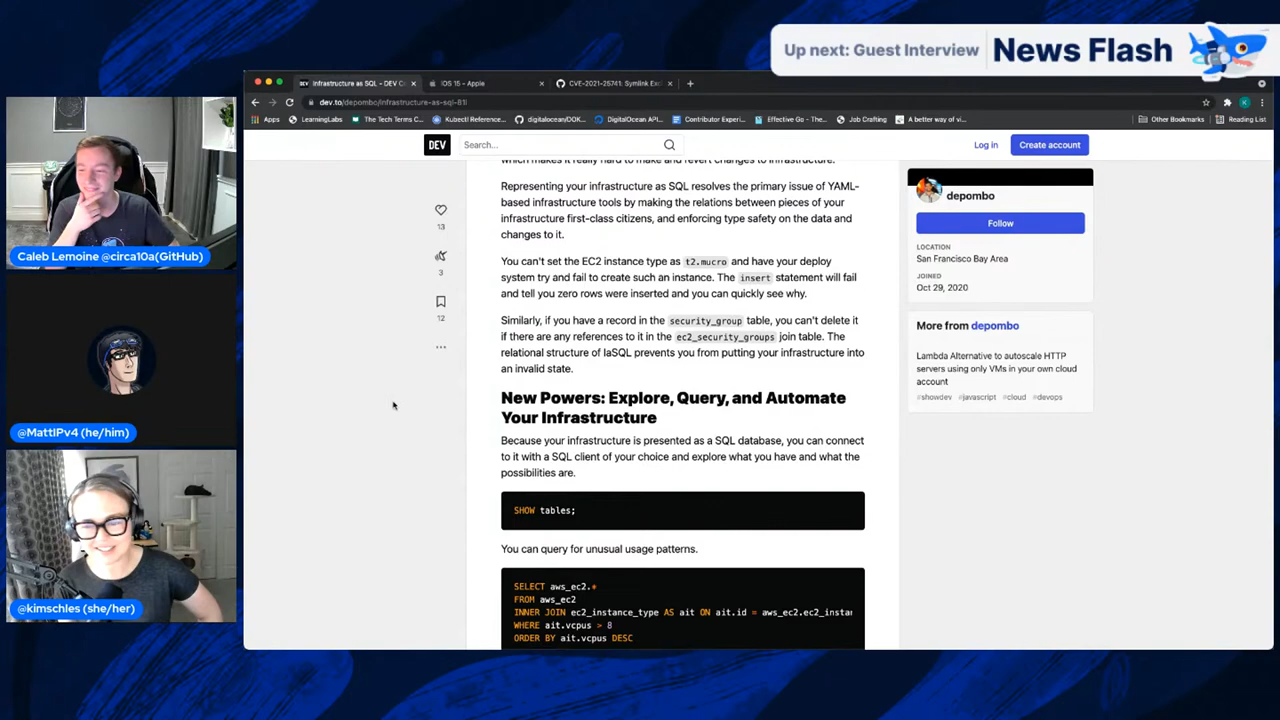 Up next: Guest Interview
News Flash
Caleb Lemoine @circa10a(GitHub)
@MattIPv4 (he/him)
@kimschles (she/her)
Infrastructure as SQL - DEV C
iOS 15 - Apple
CVE-2021-25741: Symlink Exc
dev.to/depombo/infrastructure-as-sql-81l
Apps
LearningLabs
The Tech Terms C...
Kubectl Reference...
digitalocean/DOK...
DigitalOcean API...
Contributor Experi...
Effective Go - The...
Job Crafting
A better way of vi...
Other Bookmarks
Reading List
DEV
Search...
Log in
Create account
13
3
12
which makes it really hard to make and revert changes to infrastructure.
Representing your infrastructure as SQL resolves the primary issue of YAML-
based infrastructure tools by making the relations between pieces of your
infrastructure first-class citizens, and enforcing type safety on the data and
changes to it.
You can't set the EC2 instance type as t2.mucro and have your deploy
system try and fail to create such an instance. The insert statement will fail
and tell you zero rows were inserted and you can quickly see why.
Similarly, if you have a record in the security_group table, you can't delete it
if there are any references to it in the ec2_security_groups join table. The
relational structure of IaSQL prevents you from putting your infrastructure into
an invalid state.
New Powers: Explore, Query, and Automate
Your Infrastructure
Because your infrastructure is presented as a SQL database, you can connect
to it with a SQL client of your choice and explore what you have and what the
possibilities are.
SHOW tables;
You can query for unusual usage patterns.
SELECT aws_ec2.*
FROM aws_ec2
INNER JOIN ec2_instance_type AS ait ON ait.id = aws_ec2.ec2_instan
WHERE ait.vcpus > 8
ORDER BY ait.vcpus DESC
depombo
Follow
LOCATION
San Francisco Bay Area
JOINED
Oct 29, 2020
More from depombo
Lambda Alternative to autoscale HTTP
servers using only VMs in your own cloud
account
#showdev #javascript #cloud #devops